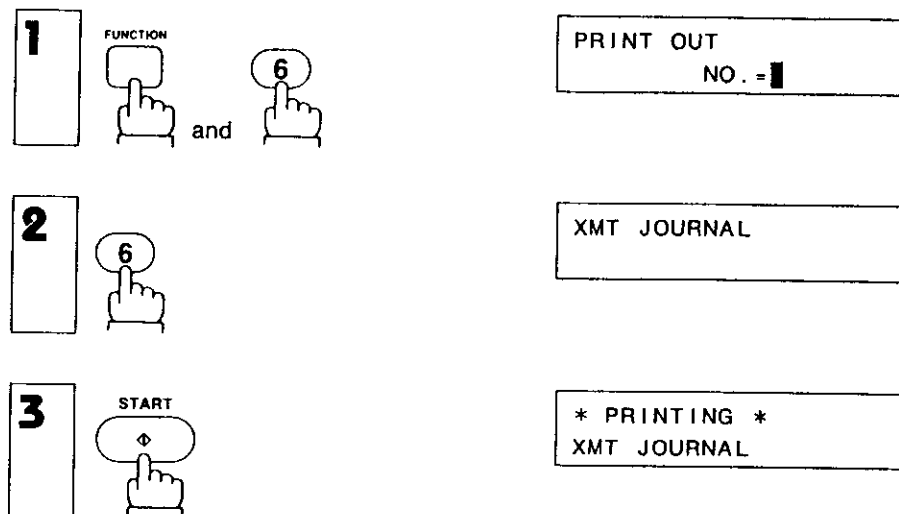 1
FUNCTION
6
and
PRINT OUT
NO.=
2
6
XMT JOURNAL
3
START
* PRINTING *
XMT JOURNAL